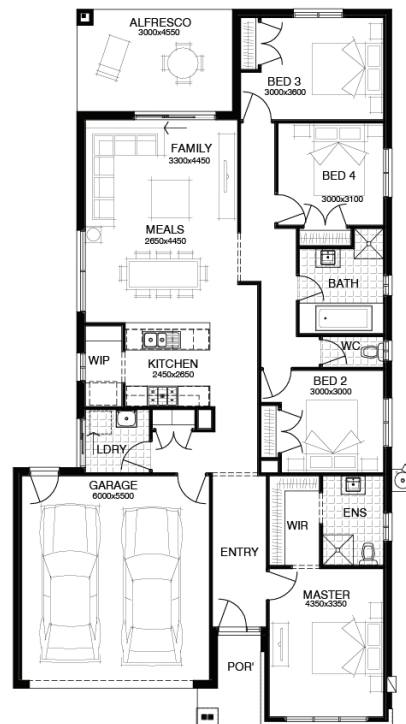 ALFRESCO
3000x4550
BED 3
3000x3600
FAMILY
3300x4450
BED 4
3000x3100
MEALS
2650x4450
BATH
WC
WIP
KITCHEN
2450x2650
BED 2
3000x3000
LDRY
GARAGE
6000x5500
WIR
ENS
ENTRY
MASTER
4350x3350
POR'